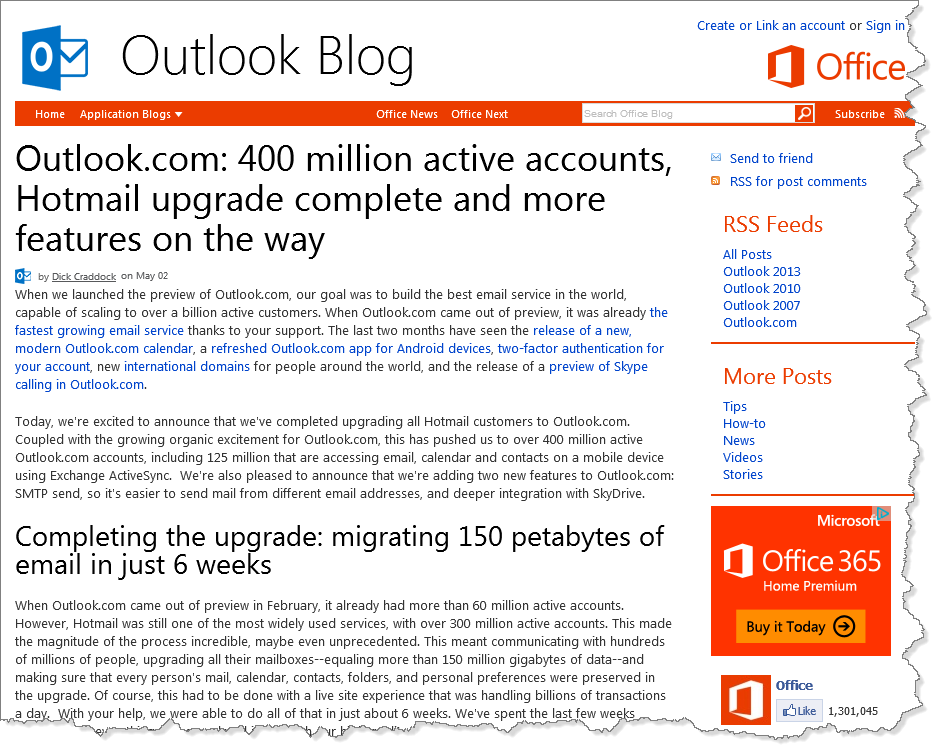 Create or Link an account or Sign in
Outlook Blog
Office
Home Application Blogs Office News Office Next Search Office Blog Subscribe
Outlook.com: 400 million active accounts,
Hotmail upgrade complete and more
features on the way
by Dick Craddock on May 02
When we launched the preview of Outlook.com, our goal was to build the best email service in the world,
capable of scaling to over a billion active customers. When Outlook.com came out of preview, it was already the
fastest growing email service thanks to your support. The last two months have seen the release of a new,
modern Outlook.com calendar, a refreshed Outlook.com app for Android devices, two-factor authentication for
your account, new international domains for people around the world, and the release of a preview of Skype
calling in Outlook.com.
Today, we're excited to announce that we've completed upgrading all Hotmail customers to Outlook.com.
Coupled with the growing organic excitement for Outlook.com, this has pushed us to over 400 million active
Outlook.com accounts, including 125 million that are accessing email, calendar and contacts on a mobile device
using Exchange ActiveSync. We're also pleased to announce that we're adding two new features to Outlook.com:
SMTP send, so it's easier to send mail from different email addresses, and deeper integration with SkyDrive.
Completing the upgrade: migrating 150 petabytes of
email in just 6 weeks
When Outlook.com came out of preview in February, it already had more than 60 million active accounts.
However, Hotmail was still one of the most widely used services, with over 300 million active accounts. This made
the magnitude of the process incredible, maybe even unprecedented. This meant communicating with hundreds
of millions of people, upgrading all their mailboxes--equaling more than 150 million gigabytes of data--and
making sure that every person's mail, calendar, contacts, folders, and personal preferences were preserved in
the upgrade. Of course, this had to be done with a live site experience that was handling billions of transactions
a day. With your help, we were able to do all of that in just about 6 weeks. We've spent the last few weeks
Send to friend
RSS for post comments
RSS Feeds
All Posts
Outlook 2013
Outlook 2010
Outlook 2007
Outlook.com
More Posts
Tips
How-to
News
Videos
Stories
Microsoft
Office 365
Home Premium
Buy it Today
Office
Like 1,301,045